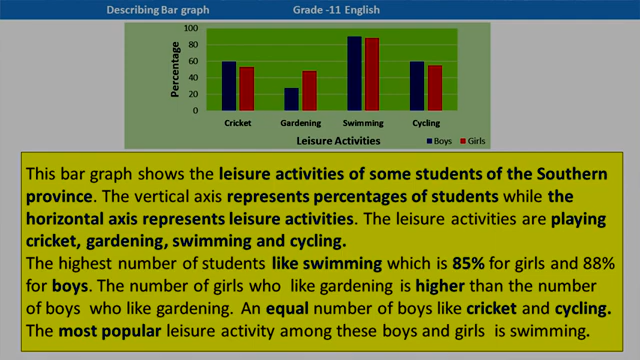 Describing Bar graph Grade -11 English
100
80
60
40
20
0
Percentage
Cricket Gardening Swimming Cycling
Leisure Activities
Boys Girls
This bar graph shows the leisure activities of some students of the Southern
province. The vertical axis represents percentages of students while the
horizontal axis represents leisure activities. The leisure activities are playing
cricket, gardening, swimming and cycling.
The highest number of students like swimming which is 85% for girls and 88%
for boys. The number of girls who like gardening is higher than the number
of boys who like gardening. An equal number of boys like cricket and cycling.
The most popular leisure activity among these boys and girls is swimming.